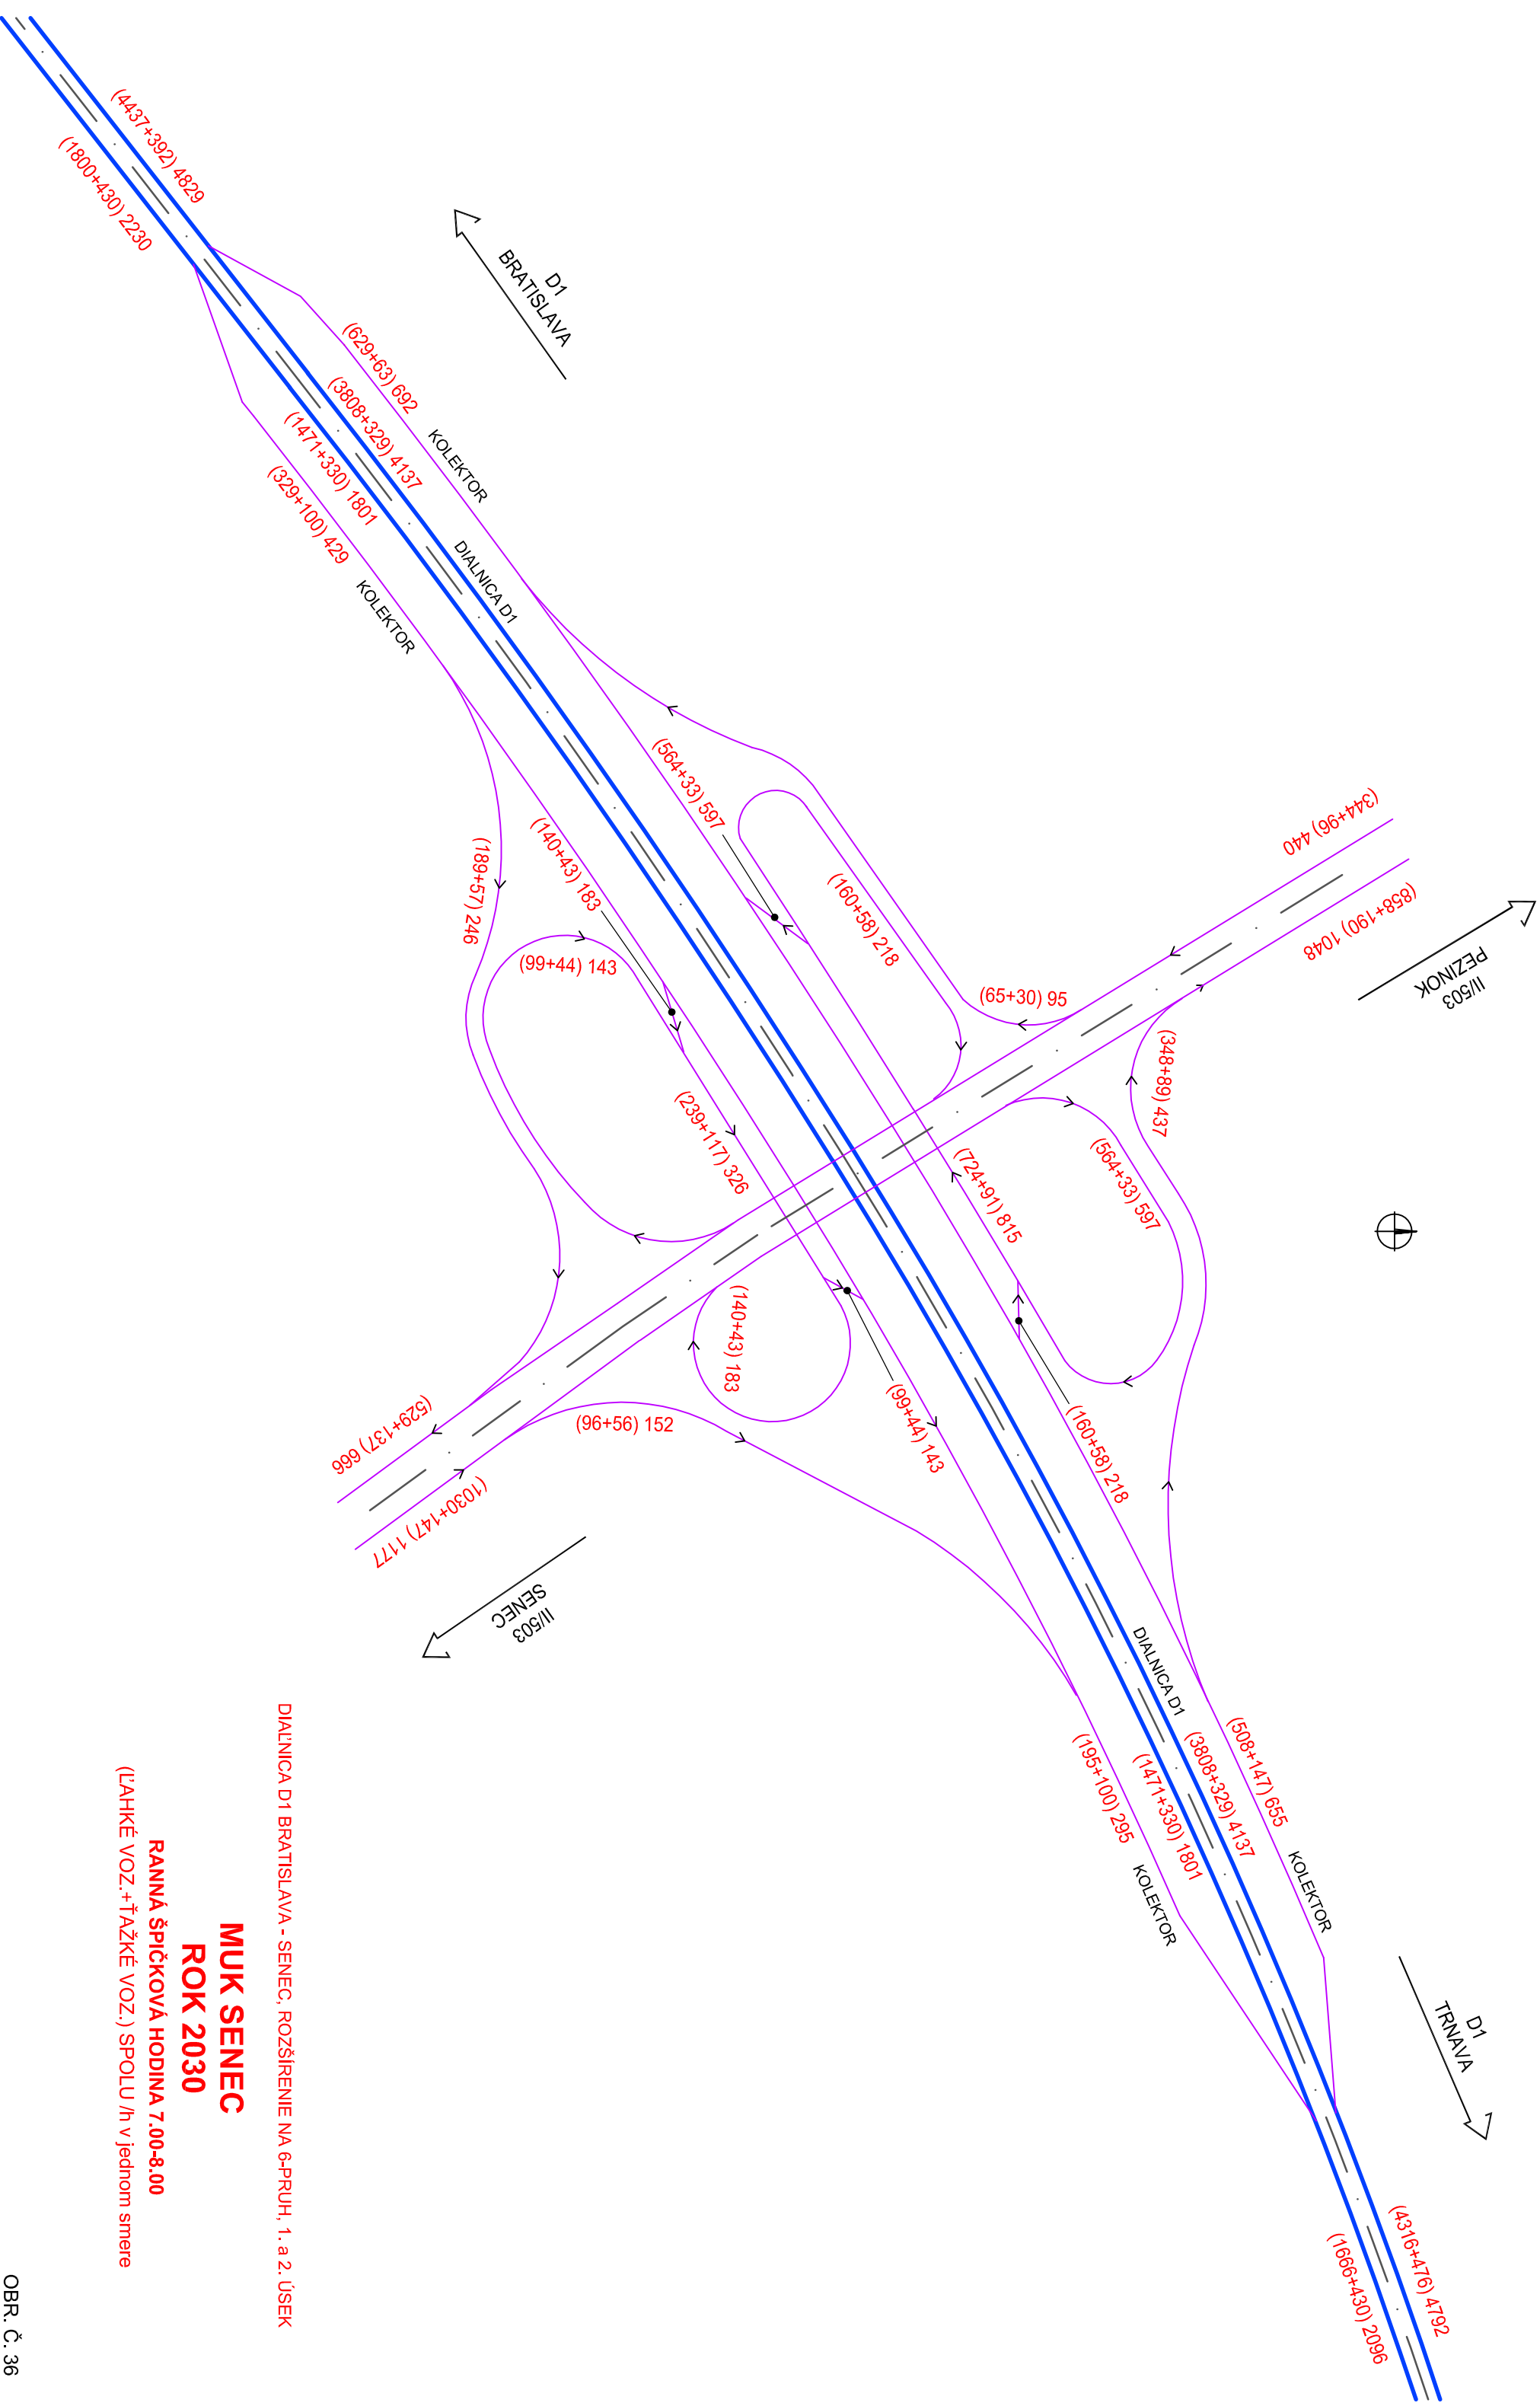 (4437+392) 4829
(1800+430) 2230
D1
BRATISLAVA
(629+63) 692
(3808+329) 4137
(1471+330) 1801
(329+100) 429
KOLEKTOR
DIALNICA D1
KOLEKTOR
(564+33) 597
(140+43) 183
(189+57) 246
(99+44) 143
(160+58) 218
(65+30) 95
(344+96) 440
(858+190) 1048
II/503
PEZINOK
(348+89) 437
(564+33) 597
(724+91) 815
(239+117) 326
(140+43) 183
(96+56) 152
(99+44) 143
(160+58) 218
(529+137) 666
(1030+147) 1177
II/503
SENEC
DIALNICA D1
(508+147) 655
(3808+329) 4137
(1471+330) 1801
(195+100) 295
KOLEKTOR
KOLEKTOR
D1
TRNAVA
(4316+476) 4792
(1666+430) 2096
DIAĽNICA D1 BRATISLAVA - SENEC, ROZŠÍRENIE NA 6-PRUH, 1. a 2. ÚSEK
MUK SENEC
ROK 2030
RANNÁ ŠPIČKOVÁ HODINA 7.00-8.00
(ĽAHKÉ VOZ.+ŤAŽKÉ VOZ.) SPOLU /h v jednom smere
OBR. Č. 36